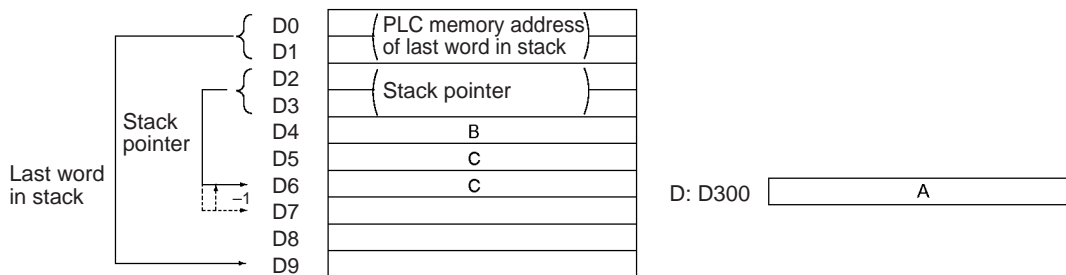 D0
PLC memory address
of last word in stack
D1
D2
Stack pointer
D3
Stack
pointer
D4
B
D5
C
Last word
in stack
D6
C
–1
D7
D8
D9
D: D300
A